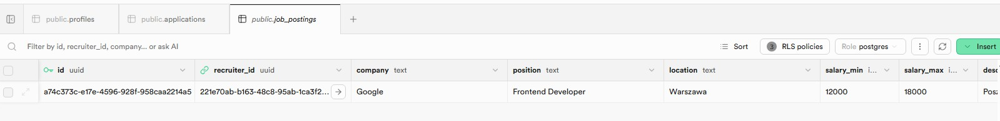 public.profiles public.applications public.job_postings
Filter by id, recruiter_id, company... or ask AI Sort 3 RLS policies Role postgres Insert
id uuid recruiter_id uuid company text position text location text salary_min i... salary_max i...
a74c373c-e17e-4596-928f-958caa2214a5 221e70ab-b163-48c8-95ab-1ca3f2... Google Frontend Developer Warszawa 12000 18000